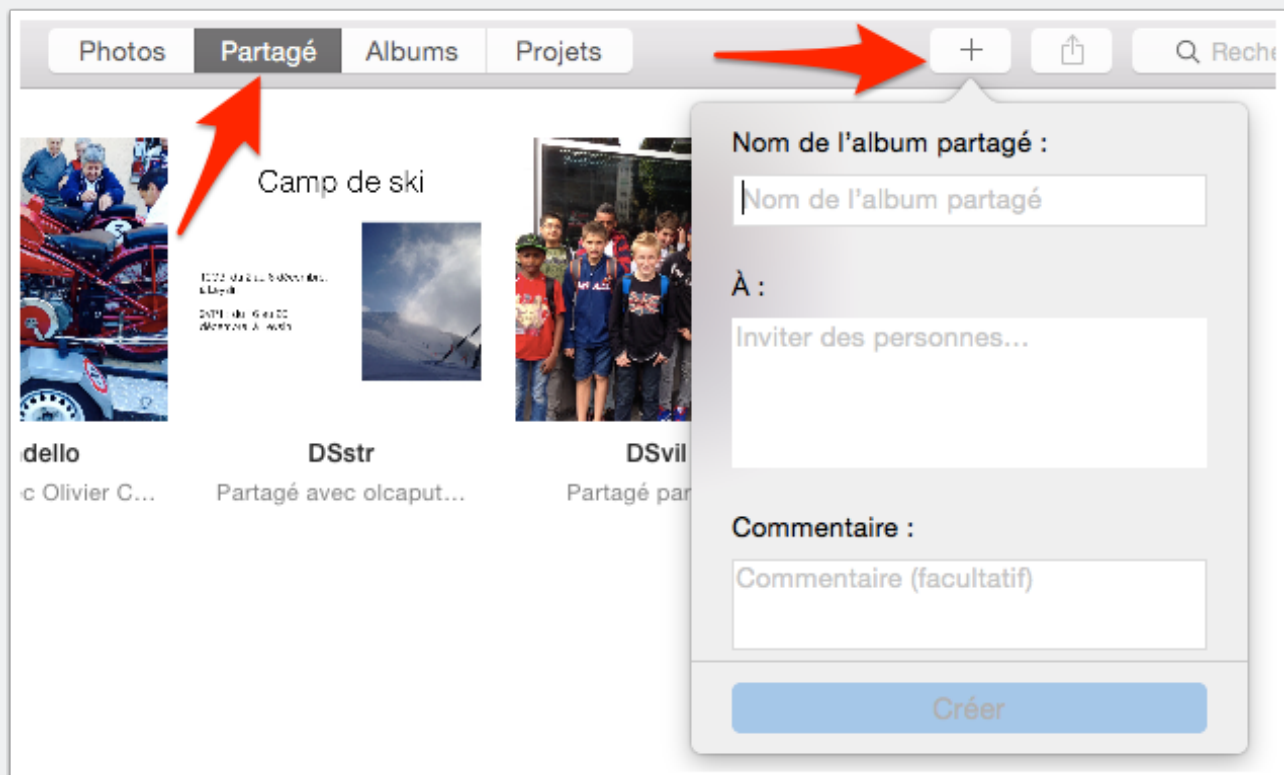 Photos Partagé Albums Projets + Reche
Nom de l’album partagé :
Nom de l’album partagé
À :
Inviter des personnes...
Commentaire :
Commentaire (facultatif)
Créer
Camp de ski
dello
c Olivier C...
DSstr
Partagé avec olcaput...
DSvil
Partagé par